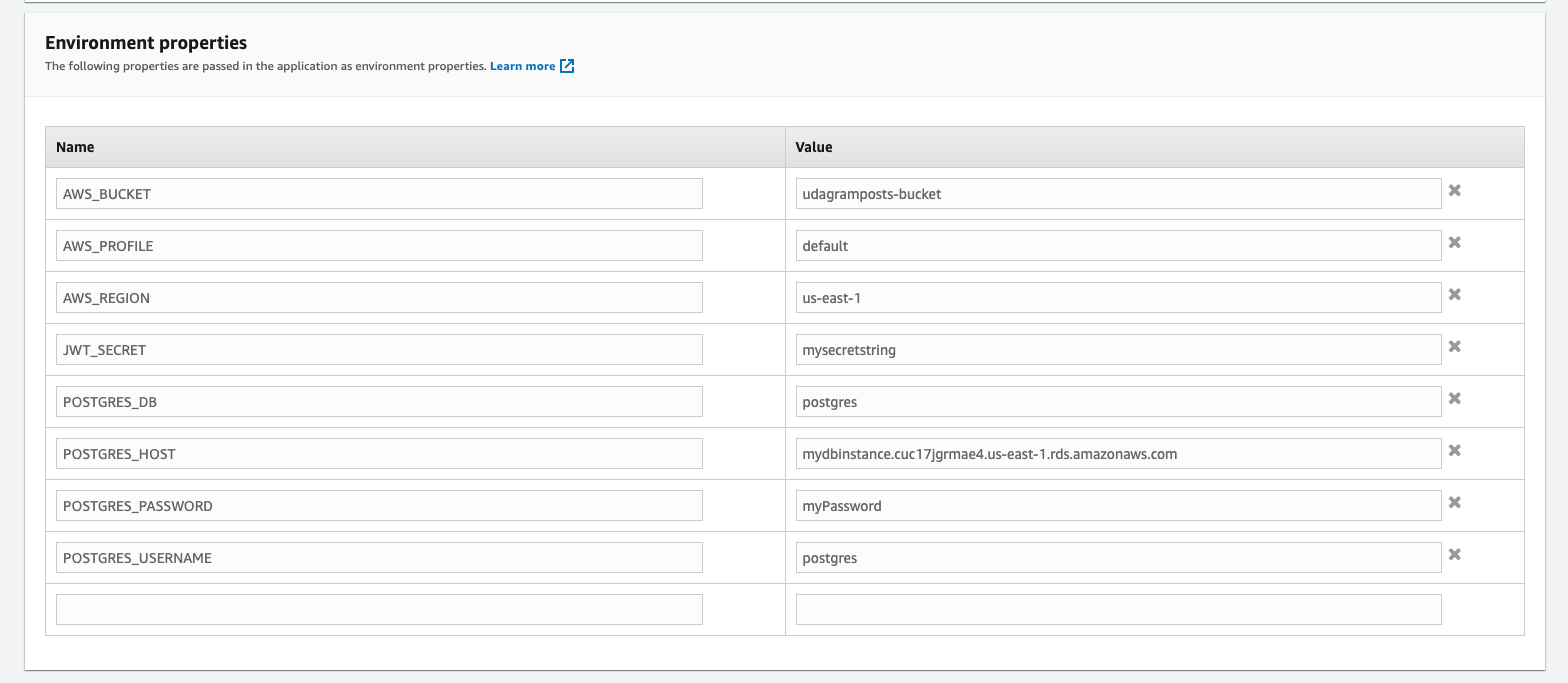 Environment properties
The following properties are passed in the application as environment properties. Learn more
Name Value
AWS_BUCKET udagramposts-bucket
AWS_PROFILE default
AWS_REGION us-east-1
JWT_SECRET mysecretstring
POSTGRES_DB postgres
POSTGRES_HOST mydbinstance.cuc17jgrmae4.us-east-1.rds.amazonaws.com
POSTGRES_PASSWORD myPassword
POSTGRES_USERNAME postgres